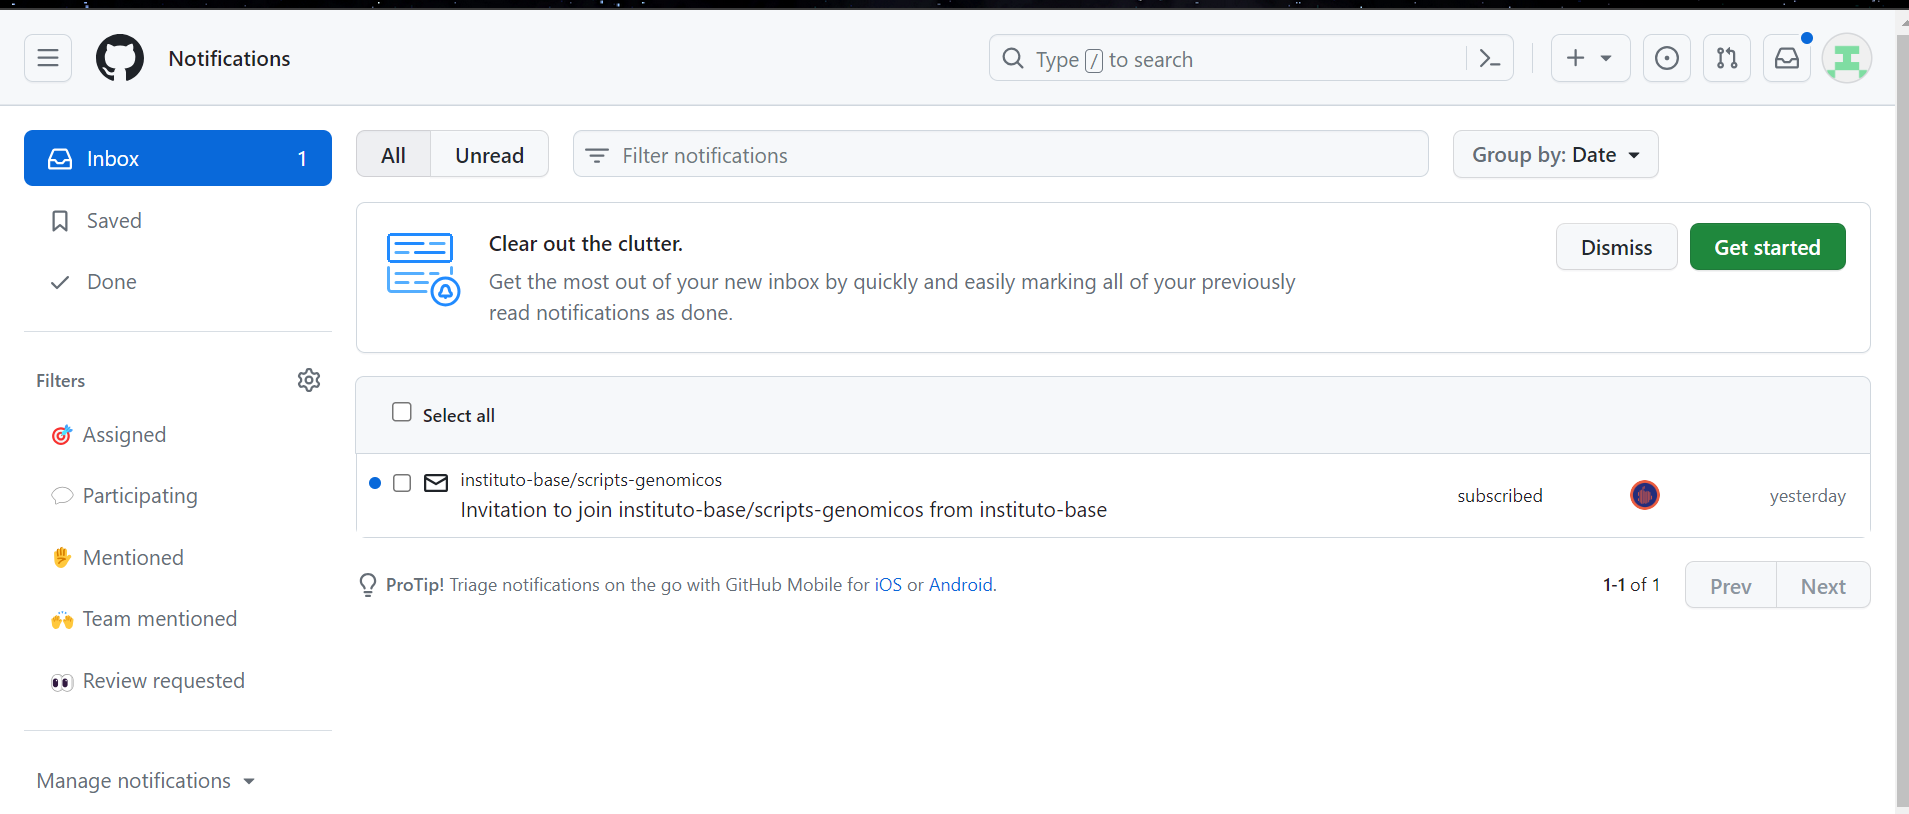 Notifications
Type / to search
Inbox 1
Saved
Done
Filters
Assigned
Participating
Mentioned
Team mentioned
Review requested
Manage notifications
All Unread
Filter notifications
Group by: Date
Clear out the clutter.
Get the most out of your new inbox by quickly and easily marking all of your previously
read notifications as done.
Dismiss Get started
Select all
instituto-base/scripts-genomicos
Invitation to join instituto-base/scripts-genomicos from instituto-base
subscribed
yesterday
ProTip! Triage notifications on the go with GitHub Mobile for iOS or Android.
1-1 of 1
Prev Next